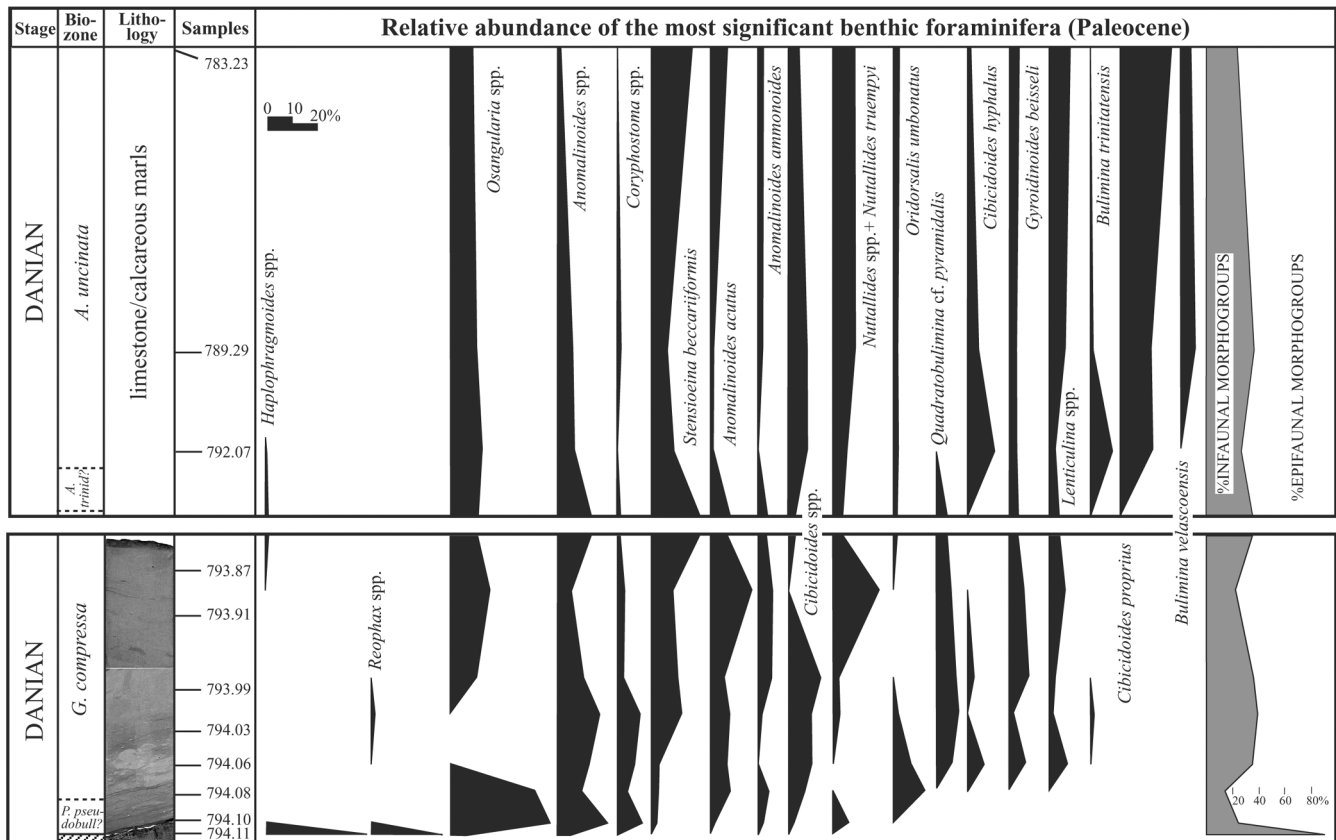 Stage
Bio-
zone
Litho-
logy
Samples
Relative abundance of the most significant benthic foraminifera (Paleocene)
DANIAN
A. uncinata
A.
trinid?
limestone/calcareous marls
783.23
789.29
792.07
0 10
20%
Haplophragmoides spp.
Osangularia spp.
Anomalinoides spp.
Coryphostoma spp.
Stensioeina beccariiformis
Anomalinoides acutus
Anomalinoides ammonoides
Cibicidoides spp.
Nuttallides spp.+ Nuttallides truempyi
Oridorsalis umbonatus
Quadratobulimina cf. pyramidalis
Cibicidoides hyphalus
Gyroidinoides beisseli
Lenticulina spp.
Bulimina trinitatensis
Cibicidoides proprius
Bulimina velascoensis
%INFAUNAL MORPHOGROUPS
%EPIFAUNAL MORPHOGROUPS
DANIAN
G. compressa
P. pseu-
dobull?
793.87
793.91
793.99
794.03
794.06
794.08
794.10
794.11
Reophax spp.
20 40 80%